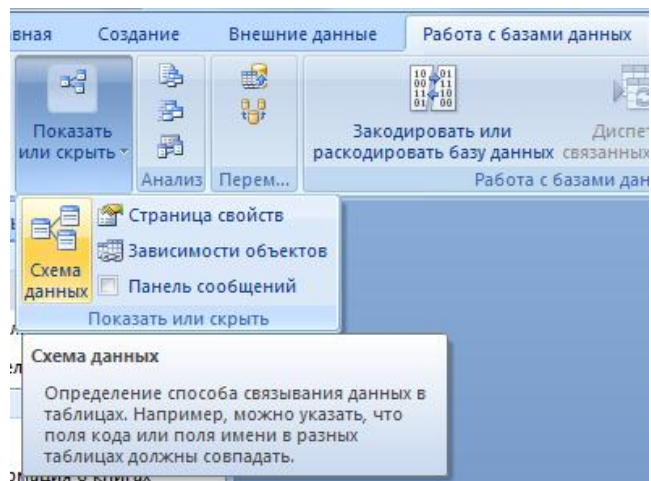 вная Создание Внешние данные Работа с базами данных
Показать
или скрыть
Анализ
Перем...
Закодировать или
раскодировать базу данных
связанных
Работа с базами дан
Схема
данных
Страница свойств
Зависимости объектов
Панель сообщений
Показать или скрыть
Схема данных
Определение способа связывания данных в
таблицах. Например, можно указать, что
поля кода или поля имени в разных
таблицах должны совпадать.